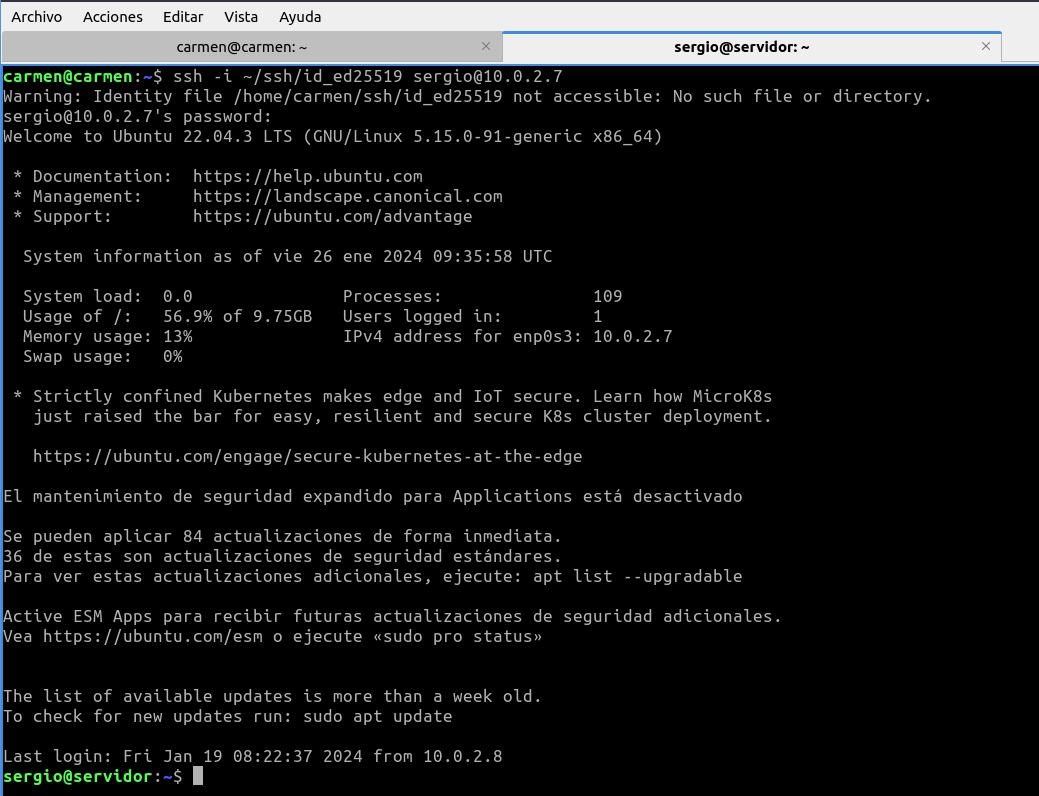 Archivo Acciones Editar Vista Ayuda
carmen@carmen: ~ × sergio@servidor: ~ ×
carmen@carmen:~$ ssh -i ~/ssh/id_ed25519 sergio@10.0.2.7
Warning: Identity file /home/carmen/ssh/id_ed25519 not accessible: No such file or directory.
sergio@10.0.2.7's password:
Welcome to Ubuntu 22.04.3 LTS (GNU/Linux 5.15.0-91-generic x86_64)
* Documentation: https://help.ubuntu.com
* Management: https://landscape.canonical.com
* Support: https://ubuntu.com/advantage
System information as of vie 26 ene 2024 09:35:58 UTC
System load: 0.0 Processes: 109
Usage of /: 56.9% of 9.75GB Users logged in: 1
Memory usage: 13% IPv4 address for enp0s3: 10.0.2.7
Swap usage: 0%
* Strictly confined Kubernetes makes edge and IoT secure. Learn how MicroK8s
just raised the bar for easy, resilient and secure K8s cluster deployment.
https://ubuntu.com/engage/secure-kubernetes-at-the-edge
El mantenimiento de seguridad expandido para Applications está desactivado
Se pueden aplicar 84 actualizaciones de forma inmediata.
36 de estas son actualizaciones de seguridad estándares.
Para ver estas actualizaciones adicionales, ejecute: apt list --upgradable
Active ESM Apps para recibir futuras actualizaciones de seguridad adicionales.
Vea https://ubuntu.com/esm o ejecute «sudo pro status»
The list of available updates is more than a week old.
To check for new updates run: sudo apt update
Last login: Fri Jan 19 08:22:37 2024 from 10.0.2.8
sergio@servidor:~$